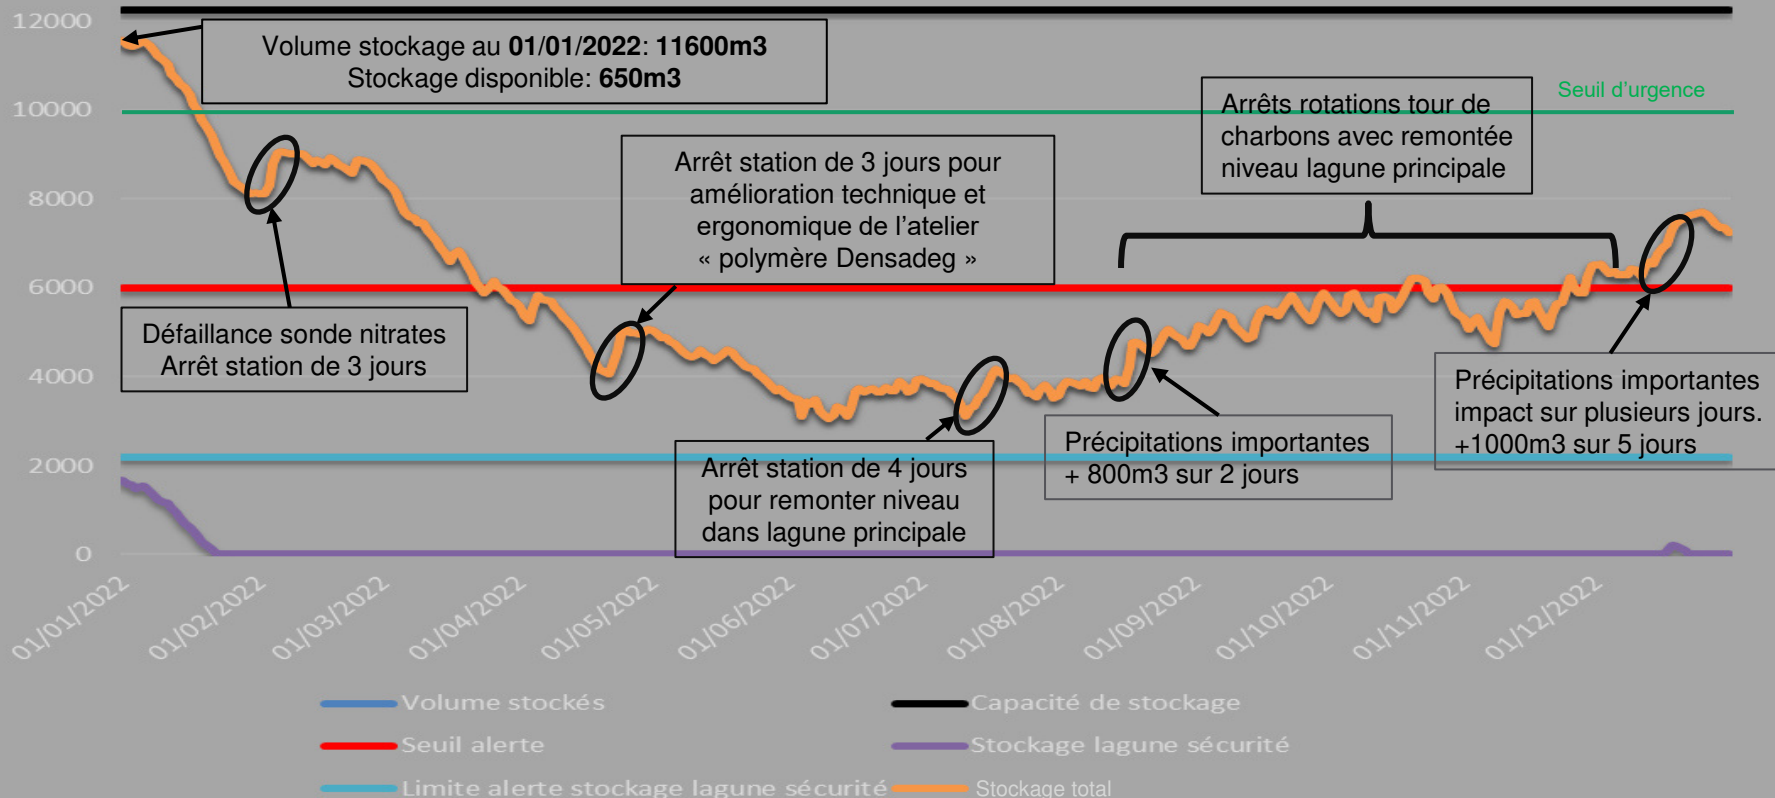 12000
10000
8000
6000
4000
2000
0
Volume stockage au 01/01/2022: 11600m3
Stockage disponible: 650m3
Seuil d'urgence
Arrêts rotations tour de
charbons avec remontée
niveau lagune principale
Arrêt station de 3 jours pour
amélioration technique et
ergonomique de l'atelier
« polymère Densadeg »
Défaillance sonde nitrates
Arrêt station de 3 jours
Arrêt station de 4 jours
pour remonter niveau
dans lagune principale
Précipitations importantes
+ 800m3 sur 2 jours
Précipitations importantes
impact sur plusieurs jours.
+1000m3 sur 5 jours
01/01/2022
01/02/2022
01/03/2022
01/04/2022
01/05/2022
01/06/2022
01/07/2022
01/08/2022
01/09/2022
01/10/2022
01/11/2022
01/12/2022
Volume stockés
Capacité de stockage
Seuil alerte
Stockage lagune sécurité
Limite alerte stockage lagune sécurité
Stockage total